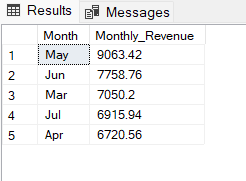 Results Messages
Month Monthly_Revenue
1 May 9063.42
2 Jun 7758.76
3 Mar 7050.2
4 Jul 6915.94
5 Apr 6720.56